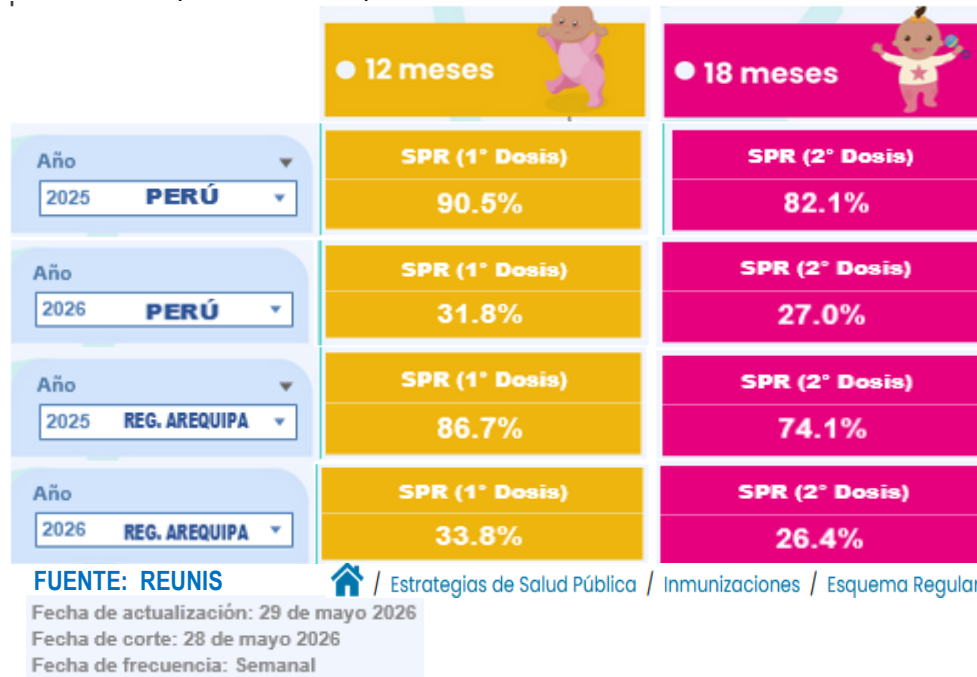 12 meses
18 meses
Año
2025 PERÚ
SPR (1° Dosis)
90.5%
SPR (2° Dosis)
82.1%
Año
2026 PERÚ
SPR (1° Dosis)
31.8%
SPR (2° Dosis)
27.0%
Año
2025 REG. AREQUIPA
SPR (1° Dosis)
86.7%
SPR (2° Dosis)
74.1%
Año
2026 REG. AREQUIPA
SPR (1° Dosis)
33.8%
SPR (2° Dosis)
26.4%
FUENTE: REUNIS
/ Estrategias de Salud Pública / Inmunizaciones / Esquema Regular
Fecha de actualización: 29 de mayo 2026
Fecha de corte: 28 de mayo 2026
Fecha de frecuencia: Semanal